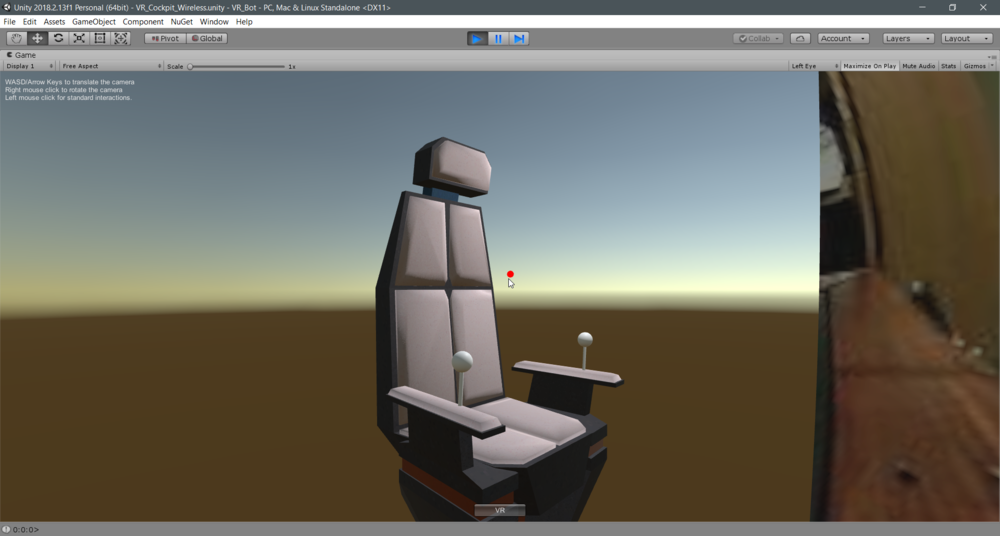 Unity 2018.2.13f1 Personal (64bit) - VR_Cockpit_Wireless.unity - VR_Bot - PC, Mac & Linux Standalone <DX11>
File Edit Assets GameObject Component NuGet Window Help
Pivot Global Collab Account Layers Layout
Game
Display 1 Free Aspect Scale 1x Left Eye Maximize On Play Mute Audio Stats Gizmos
WASD/Arrow Keys to translate the camera
Right mouse click to rotate the camera
Left mouse click for standard interactions.
VR
0:0:0>